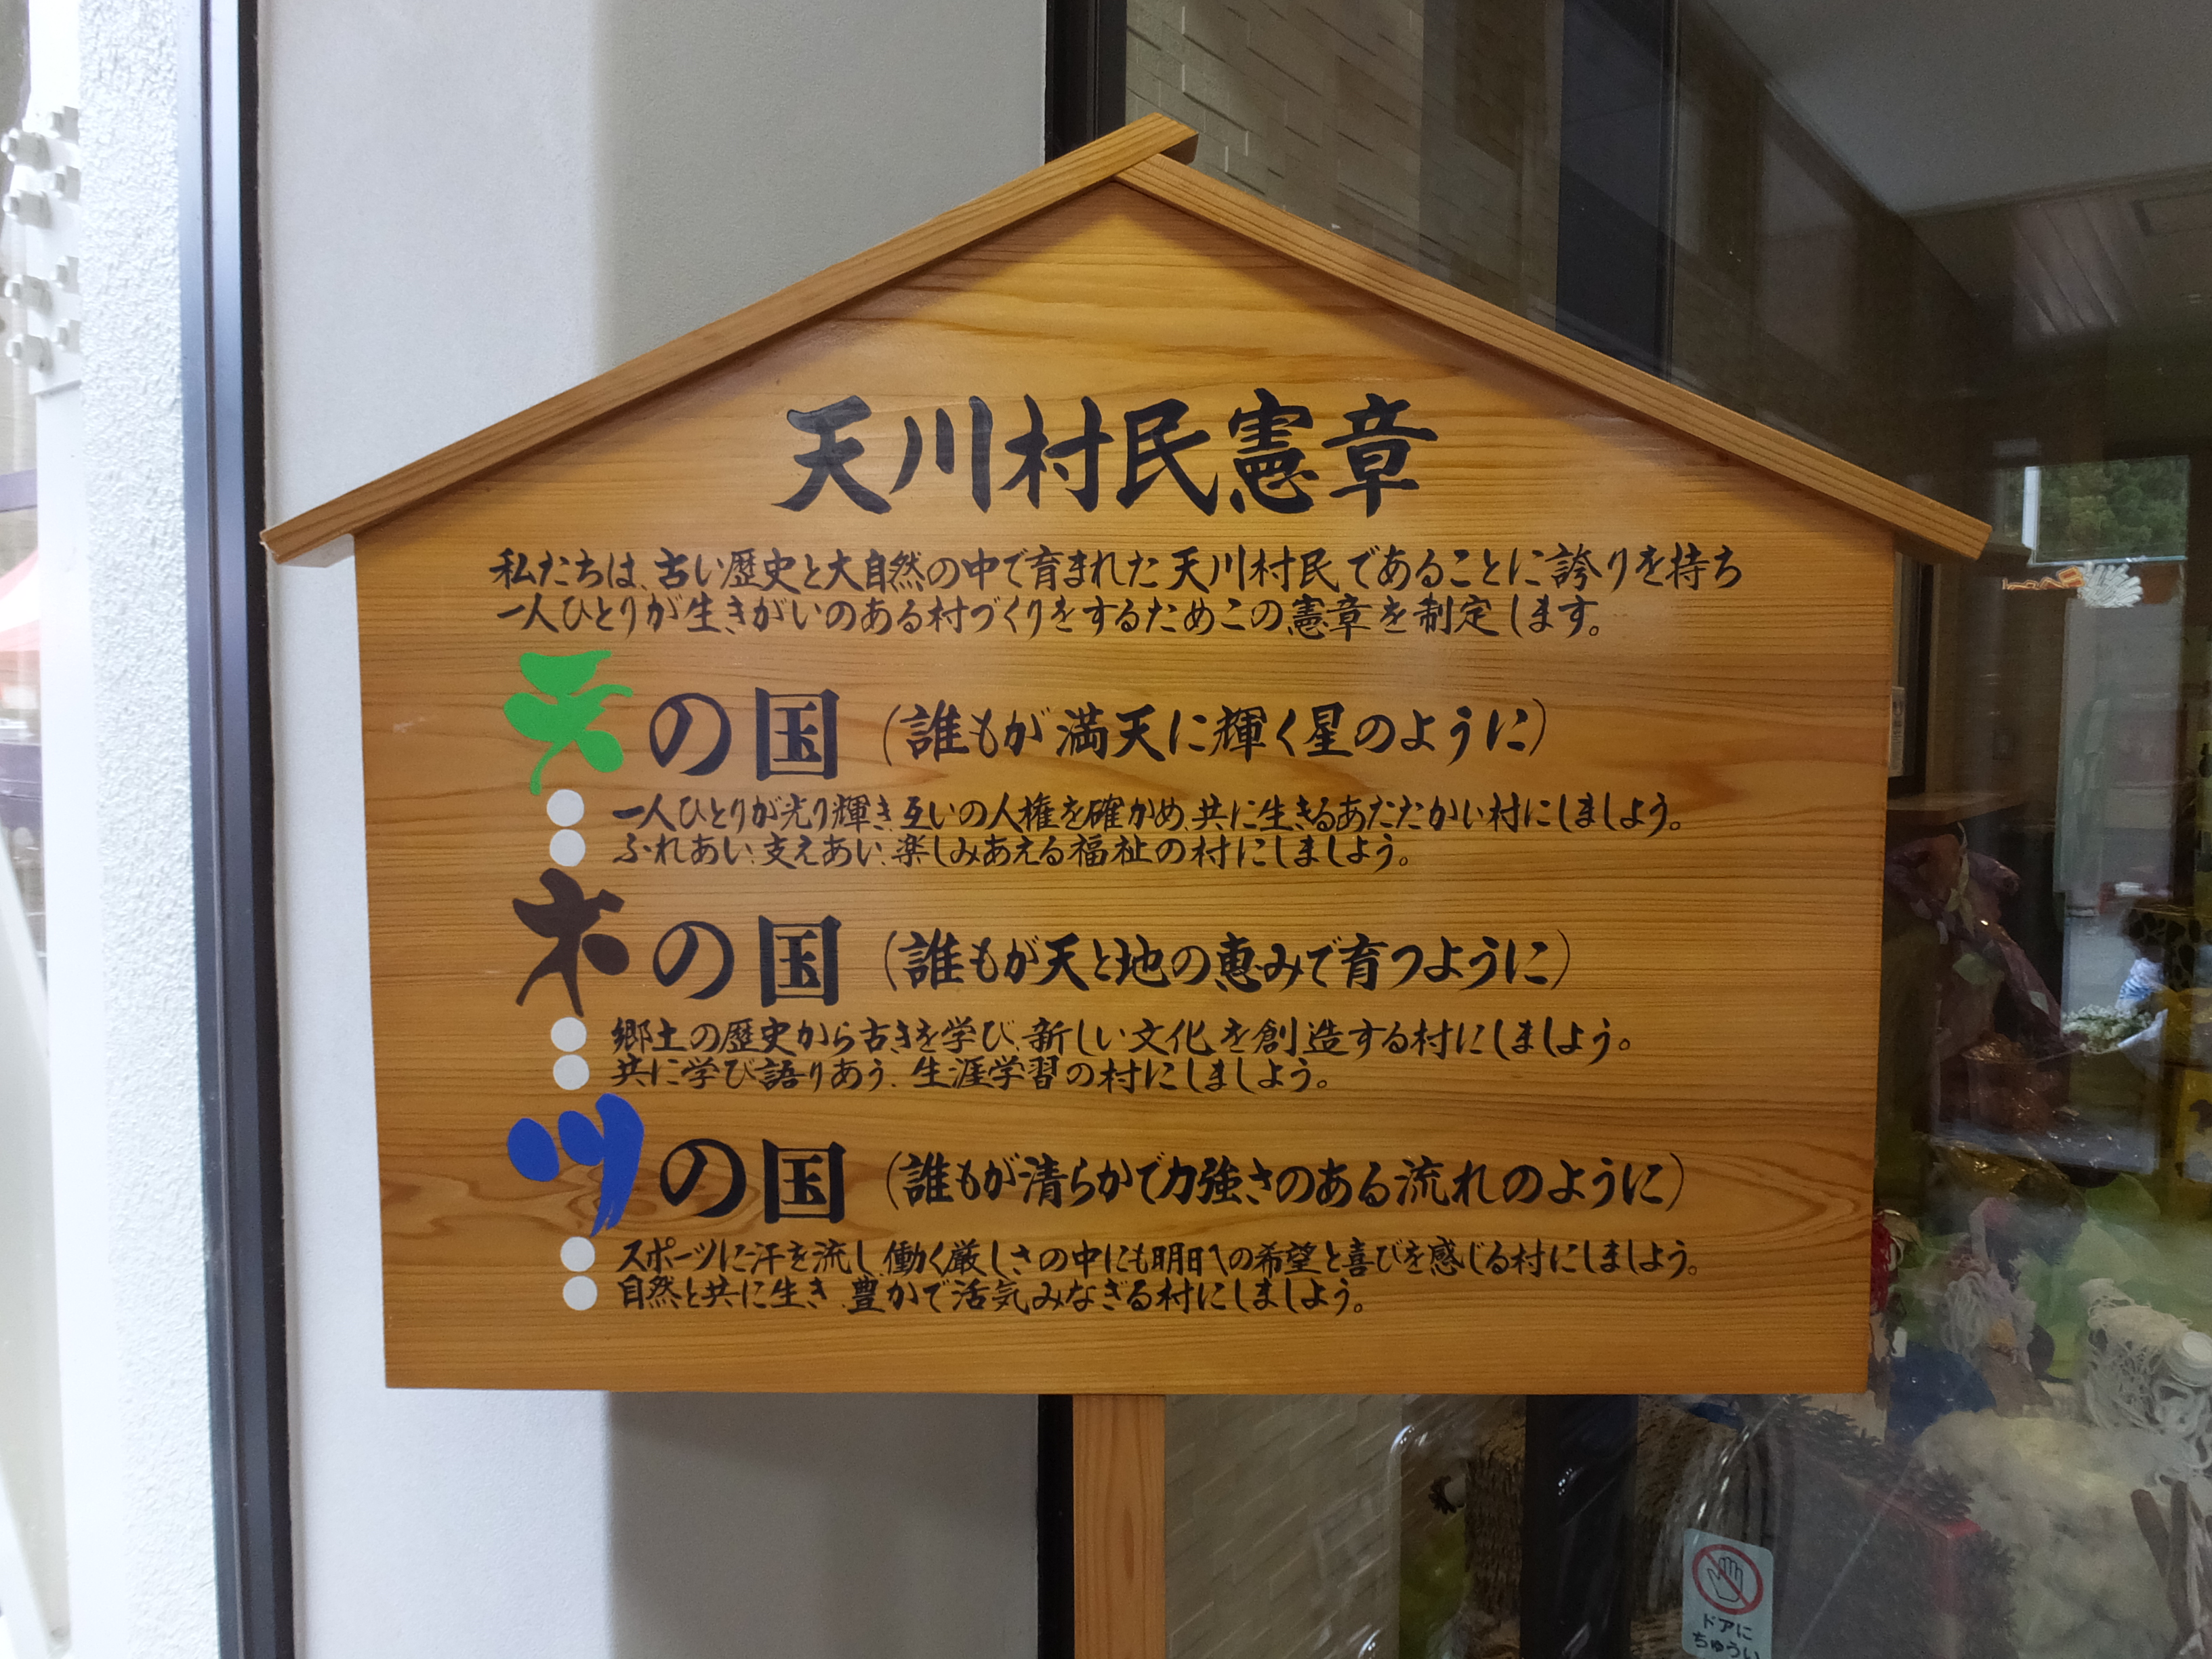 天川村民憲章
私たちは、古い歴史と大自然の中で育まれた天川村民であることに誇りを持ち
一人ひとりが生きがいのある村づくりをするためこの憲章を制定します。
天の国（誰もが満天に輝く星のように）
一人ひとりが光り輝き、互いの人権を確かめ、共に生きるあたたかい村にしましよう。
ふれあい、支えあい、楽しみあえる福祉の村にしましよう。
木の国（誰もが天と地の恵みで育つように）
郷土の歴史から古きを学び、新しい文化を創造する村にしましよう。
共に学び語りあう、生涯学習の村にしましよう。
ツの国（誰もが清らかで力強さのある流れのように）
スポーツに汗を流し、働く厳しさの中にも明日への希望と喜びを感じる村にしましよう。
自然と共に生き、豊かで活気みなぎる村にしましよう。
ドアに
ちゅうい